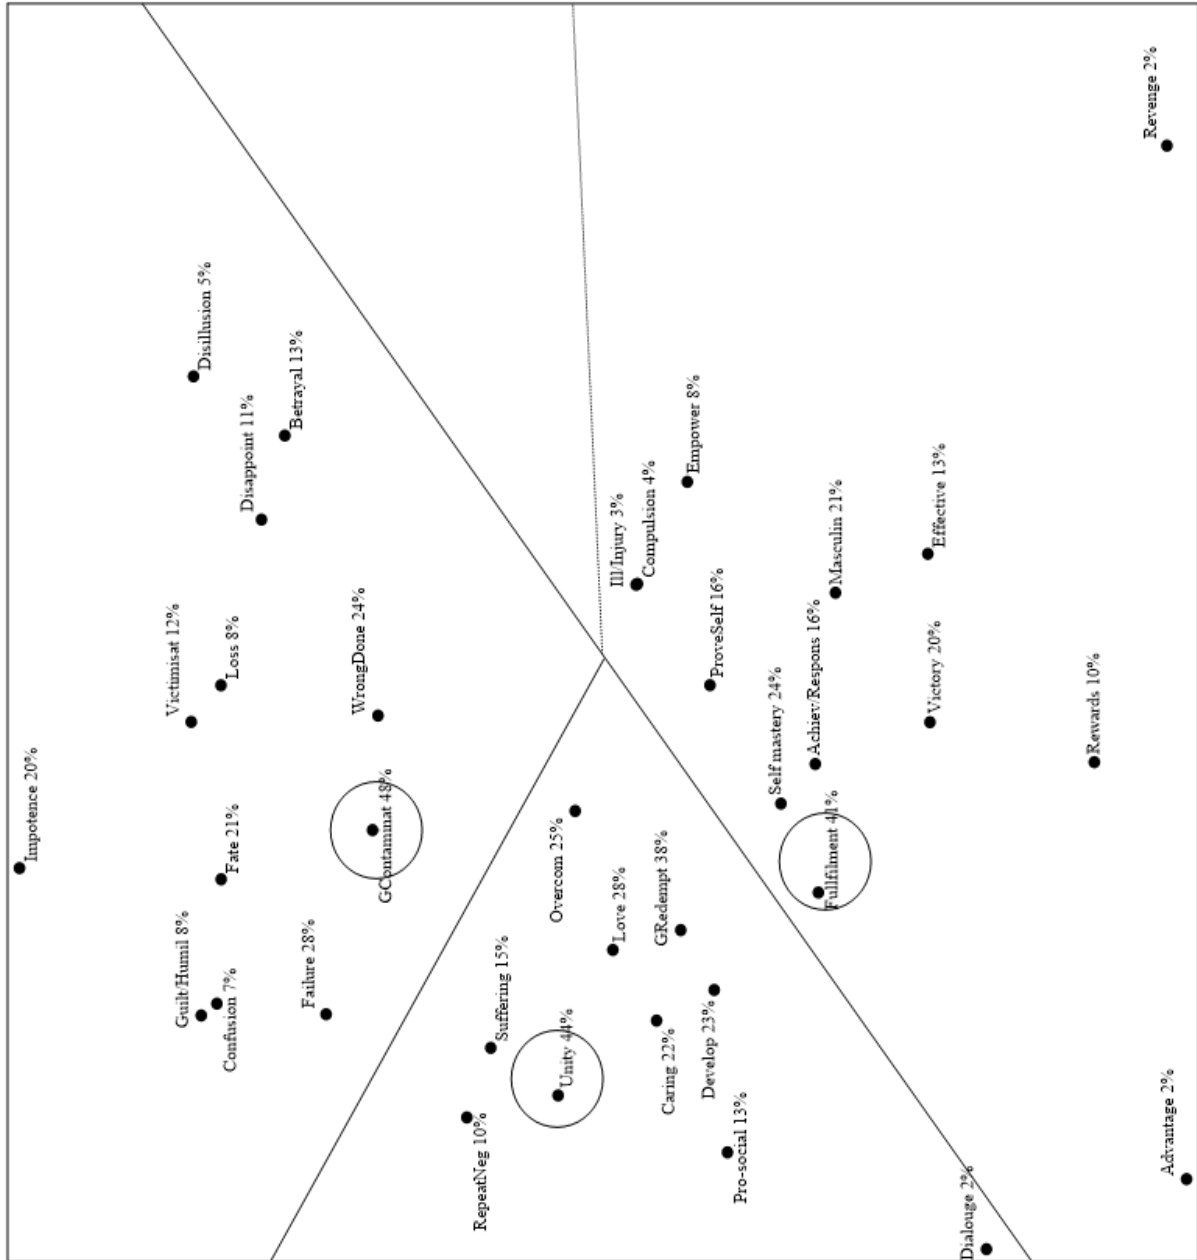 Revenge 2%
Disillusion 5%
Betrayal 13%
Disappoint 11%
Empower 8%
Compulsion 4%
Ill/Injury 3%
Effective 13%
Masculin 21%
ProveSelf 16%
Achiev/Respons 16%
Victimisat 12%
Loss 8%
WrongDone 24%
Victory 20%
Self mastery 24%
Rewards 10%
Impotence 20%
Fate 21%
GContaminat 48%
Overcom 25%
Fullfilment 41%
Love 28%
GRedempt 38%
Guilt/Humil 8%
Confusion 7%
Failure 28%
Suffering 15%
Unity 44%
Caring 22%
Develop 23%
RepeatNeg 10%
Pro-social 13%
Advantage 2%
Dialouge 2%